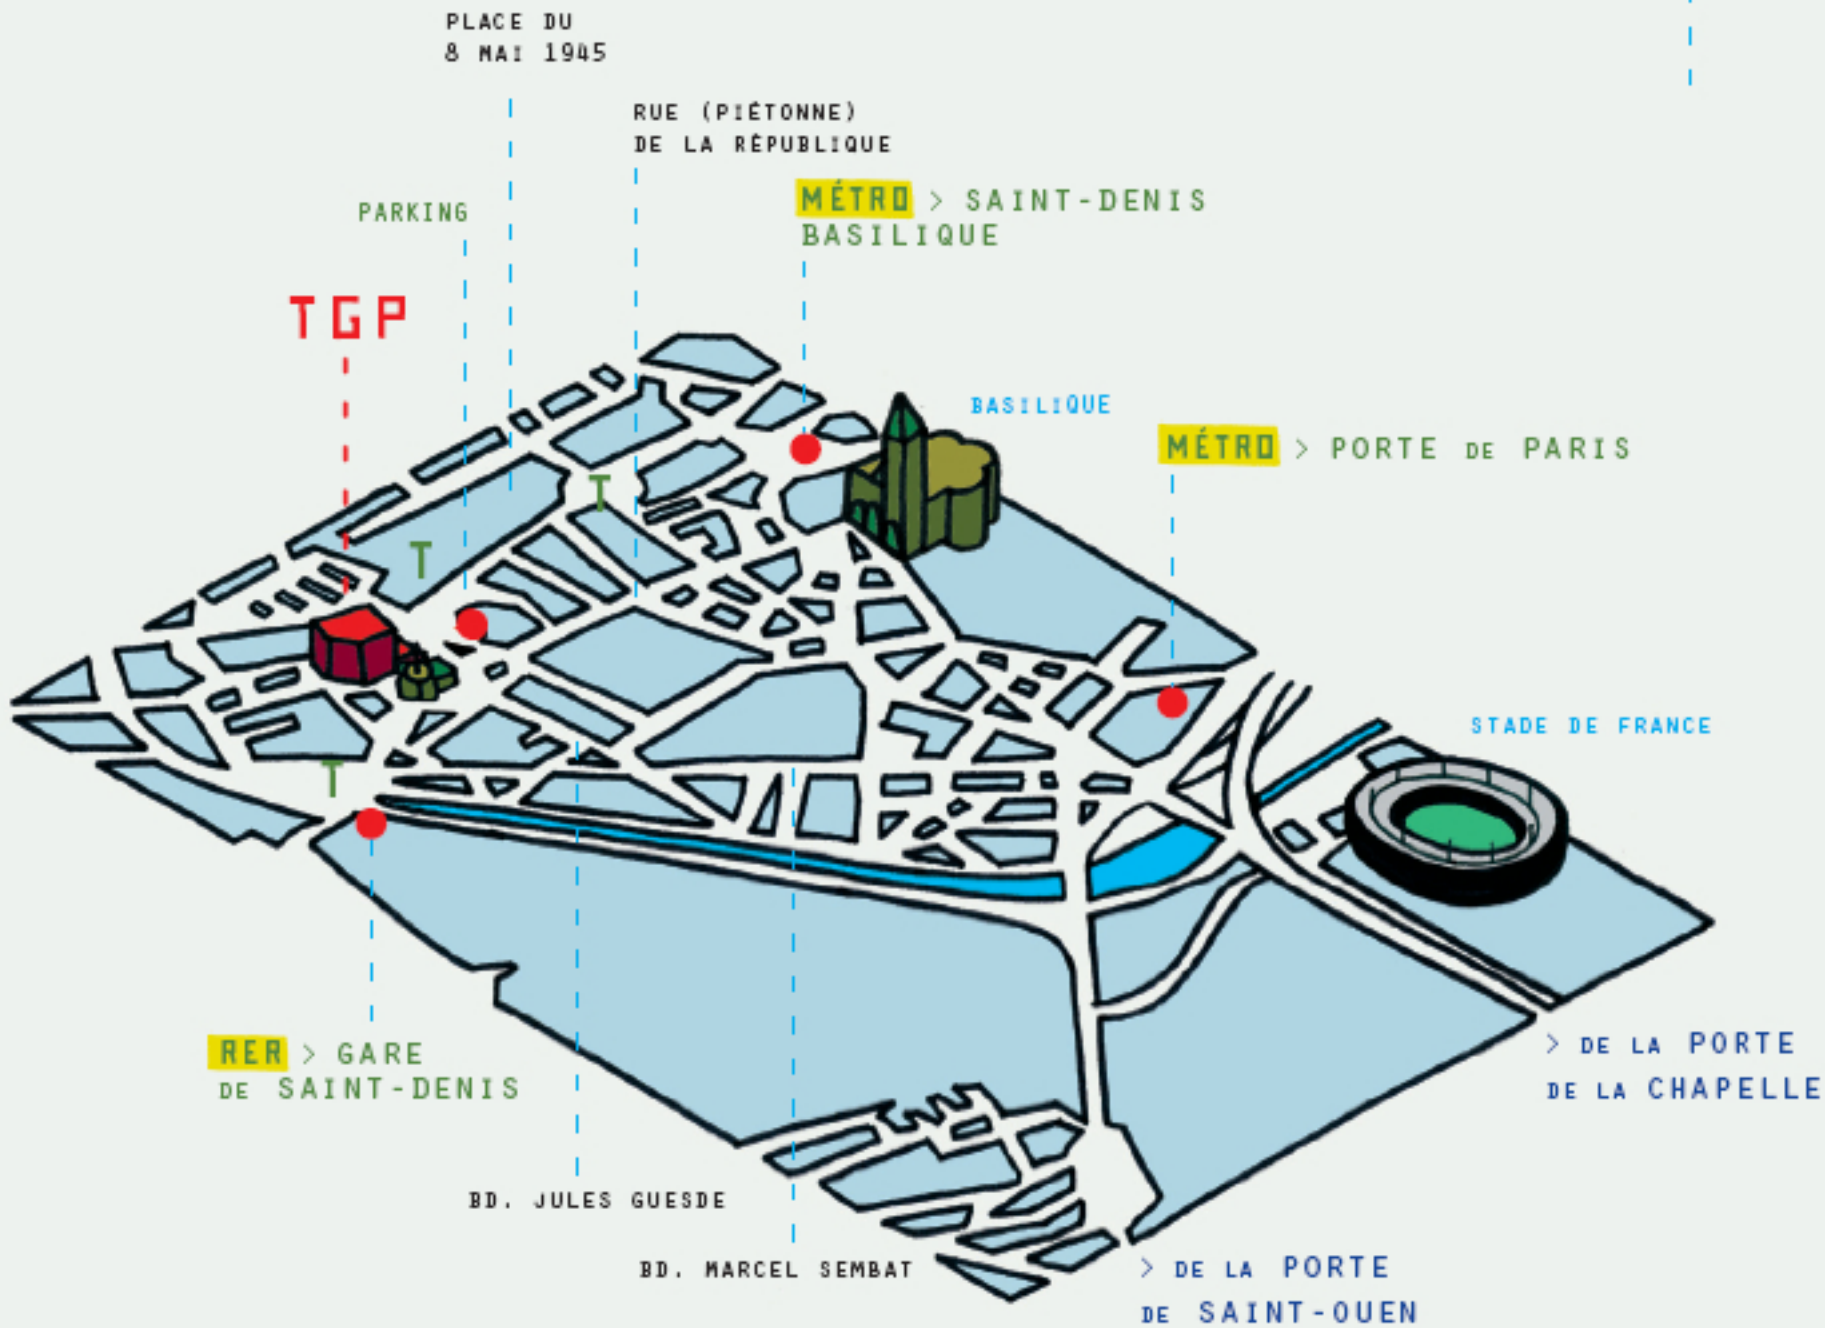 PLACE DU
8 MAI 1945
RUE (PIÉTONNE)
DE LA RÉPUBLIQUE
PARKING
MÉTRO > SAINT-DENIS
BASILIQUE
TGP
BASILIQUE
MÉTRO > PORTE DE PARIS
T
T
STADE DE FRANCE
T
RER > GARE
DE SAINT-DENIS
> DE LA PORTE
DE LA CHAPELLE
BD. JULES GUESDE
BD. MARCEL SEMBAT
> DE LA PORTE
DE SAINT-OUEN